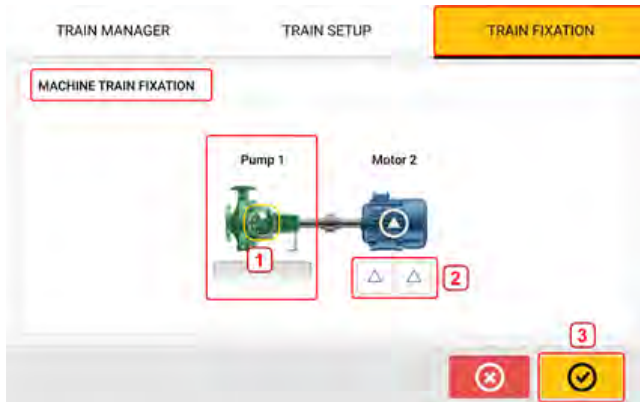 TRAIN MANAGER TRAIN SETUP TRAIN FIXATION
MACHINE TRAIN FIXATION
Pump 1 Motor 2
1
2
3